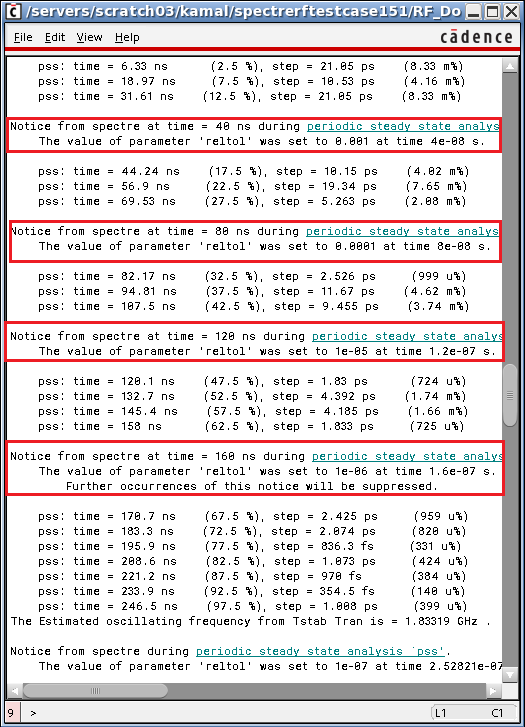 /servers/scratch03/kamal/spectrerftestcase151/RF_Do
File Edit Views Help cādence
pss: time = 6.33 ns (2.5 %), step = 21.05 ps (8.33 m%)
pss: time = 18.97 ns (7.5 %), step = 10.53 ps (4.16 m%)
pss: time = 31.61 ns (12.5 %), step = 21.05 ps (8.33 m%)
Notice from spectre at time = 40 ns during periodic steady state analys
The value of parameter 'reltol' was set to 0.001 at time 4e-08 s.
pss: time = 44.24 ns (17.5 %), step = 10.15 ps (4.02 m%)
pss: time = 56.9 ns (22.5 %), step = 19.34 ps (7.65 m%)
pss: time = 69.53 ns (27.5 %), step = 5.263 ps (2.08 m%)
Notice from spectre at time = 80 ns during periodic steady state analys
The value of parameter 'reltol' was set to 0.0001 at time 8e-08 s.
pss: time = 82.17 ns (32.5 %), step = 2.526 ps (999 u%)
pss: time = 94.81 ns (37.5 %), step = 11.67 ps (4.62 m%)
pss: time = 107.5 ns (42.5 %), step = 9.455 ps (3.74 m%)
Notice from spectre at time = 120 ns during periodic steady state analys
The value of parameter 'reltol' was set to 1e-05 at time 1.2e-07 s.
pss: time = 120.1 ns (47.5 %), step = 1.83 ps (724 u%)
pss: time = 132.7 ns (52.5 %), step = 4.392 ps (1.74 m%)
pss: time = 145.4 ns (57.5 %), step = 4.185 ps (1.66 m%)
pss: time = 158 ns (62.5 %), step = 1.833 ps (725 u%)
Notice from spectre at time = 160 ns during periodic steady state analys
The value of parameter 'reltol' was set to 1e-06 at time 1.6e-07 s.
Further occurrences of this notice will be suppressed.
pss: time = 170.7 ns (67.5 %), step = 2.425 ps (959 u%)
pss: time = 183.3 ns (72.5 %), step = 2.074 ps (820 u%)
pss: time = 195.9 ns (77.5 %), step = 836.3 fs (331 u%)
pss: time = 208.6 ns (82.5 %), step = 1.073 ps (424 u%)
pss: time = 221.2 ns (87.5 %), step = 970 fs (384 u%)
pss: time = 233.9 ns (92.5 %), step = 354.5 fs (140 u%)
pss: time = 246.5 ns (97.5 %), step = 1.008 ps (399 u%)
The Estimated oscillating frequency from Tstab Tran is = 1.83319 GHz .
Notice from spectre during periodic steady state analysis `pss'.
The value of parameter 'reltol' was set to 1e-07 at time 2.52821e-07
9 > L1 C1